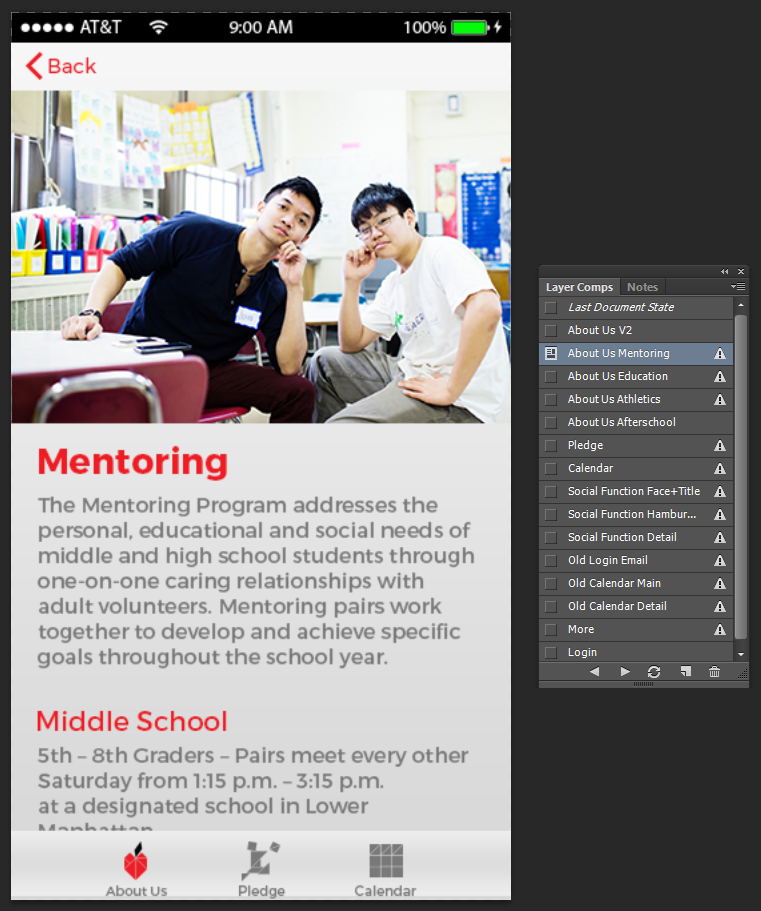 AT&T 9:00 AM 100%
Back
Mentoring
The Mentoring Program addresses the
personal, educational and social needs of
middle and high school students through
one-on-one caring relationships with
adult volunteers. Mentoring pairs work
together to develop and achieve specific
goals throughout the school year.
Middle School
5th – 8th Graders – Pairs meet every other
Saturday from 1:15 p.m. – 3:15 p.m.
at a designated school in Lower
Manhattan
About Us Pledge Calendar
Layer Comps Notes
Last Document State
About Us V2
About Us Mentoring
About Us Education
About Us Athletics
About Us Afterschool
Pledge
Calendar
Social Function Face+Title
Social Function Hambur...
Social Function Detail
Old Login Email
Old Calendar Main
Old Calendar Detail
More
Login